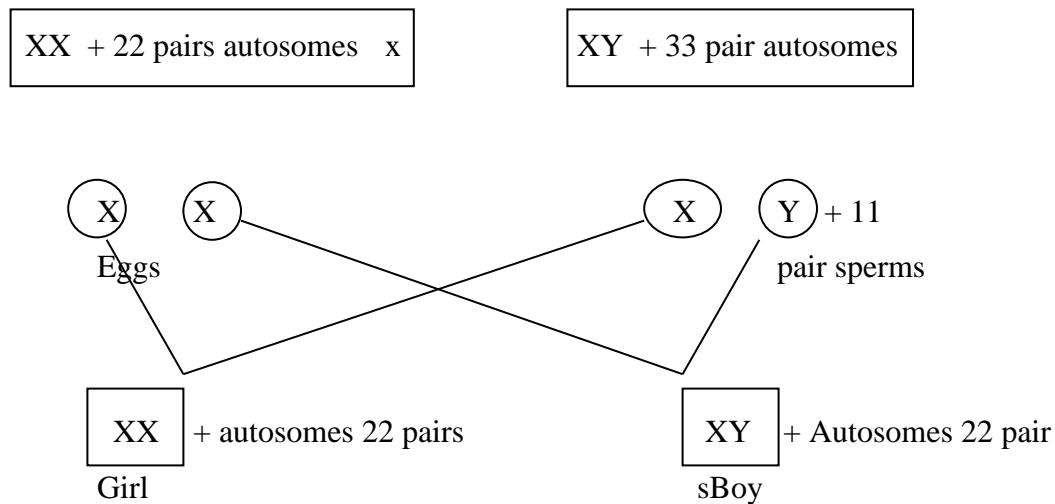 XX + 22 pairs autosomes x XY + 33 pair autosomes
X X X Y + 11
Eggs pair sperms
XX + autosomes 22 pairs XY + Autosomes 22 pair
Girl sBoy